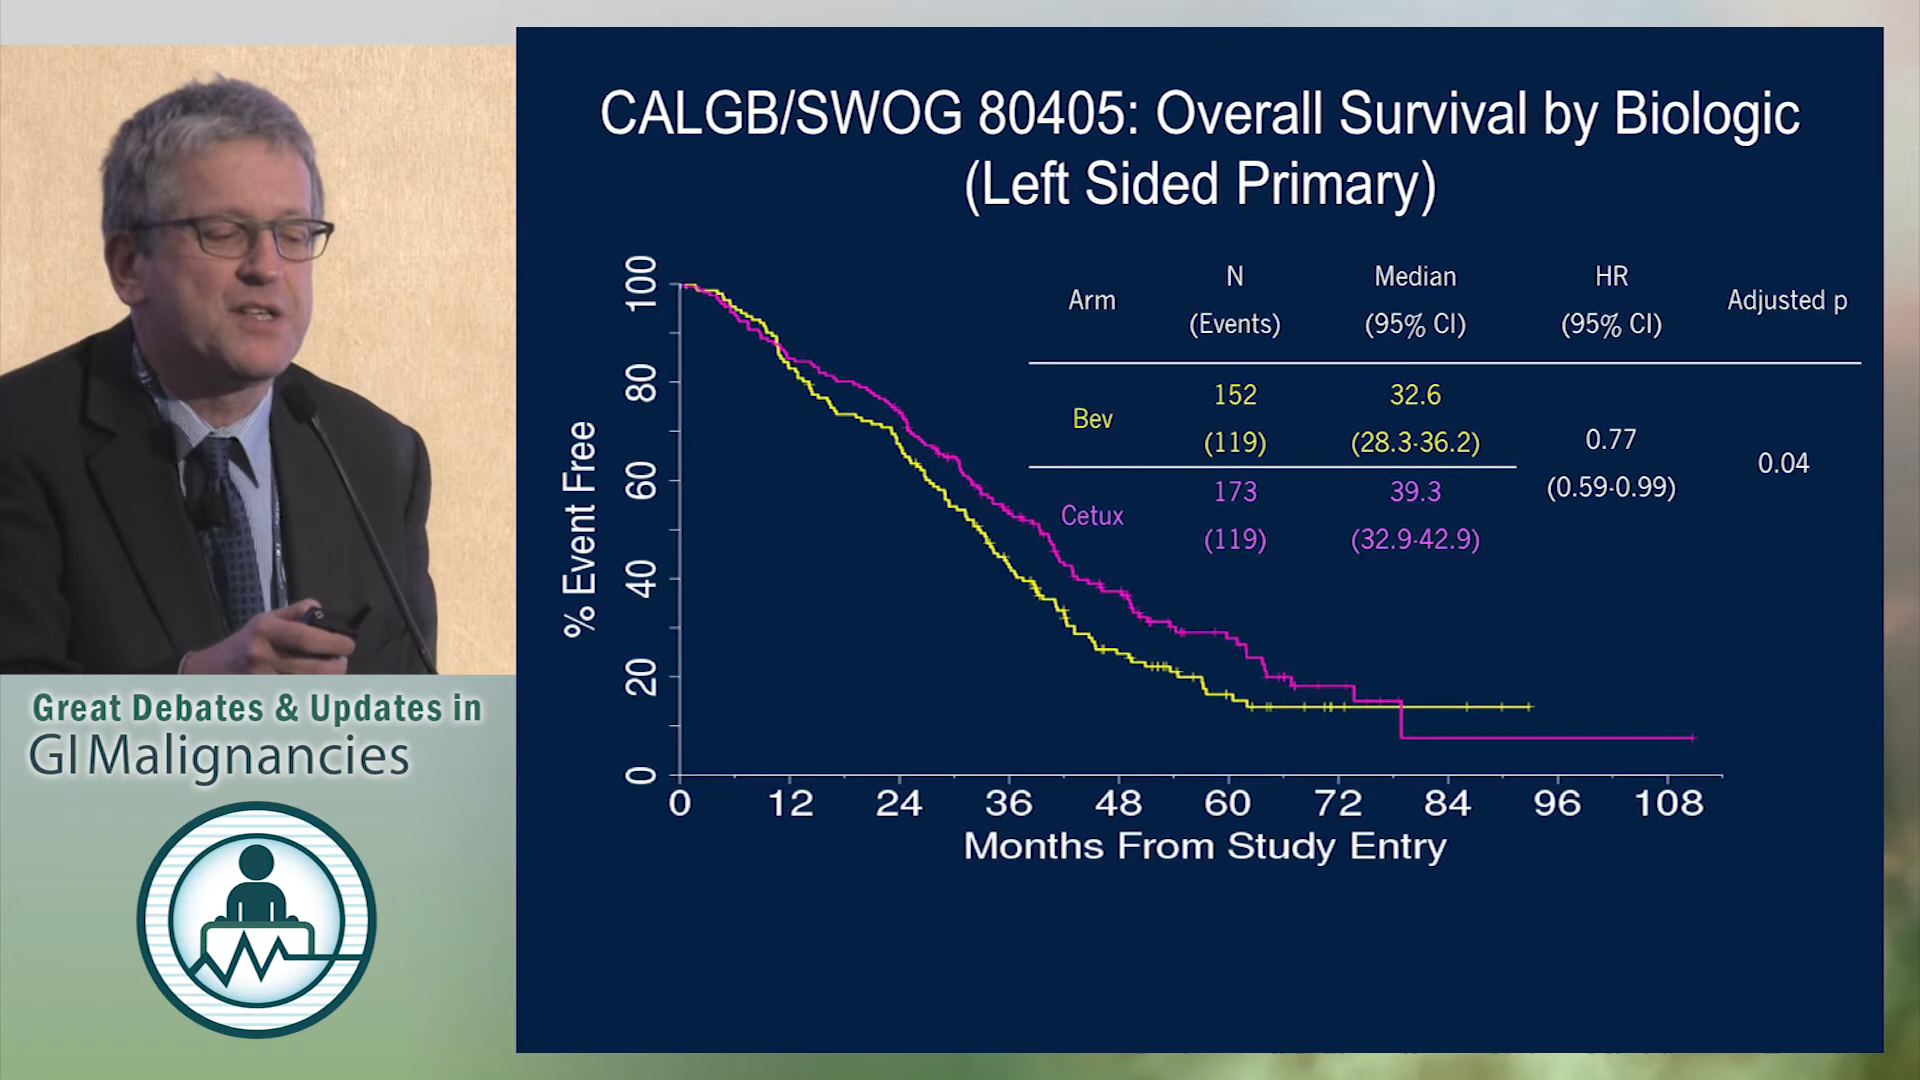 CALGB/SWOG 80405: Overall Survival by Biologic
(Left Sided Primary)
Arm
N
(Events)
Median
(95% CI)
HR
(95% CI)
Adjusted p
Bev
152
(119)
32.6
(28.3-36.2)
Cetux
173
(119)
39.3
(32.9-42.9)
0.77
(0.59-0.99)
0.04
% Event Free
100
80
60
40
20
0
0 12 24 36 48 60 72 84 96 108
Months From Study Entry
Great Debates & Updates in
GI Malignancies